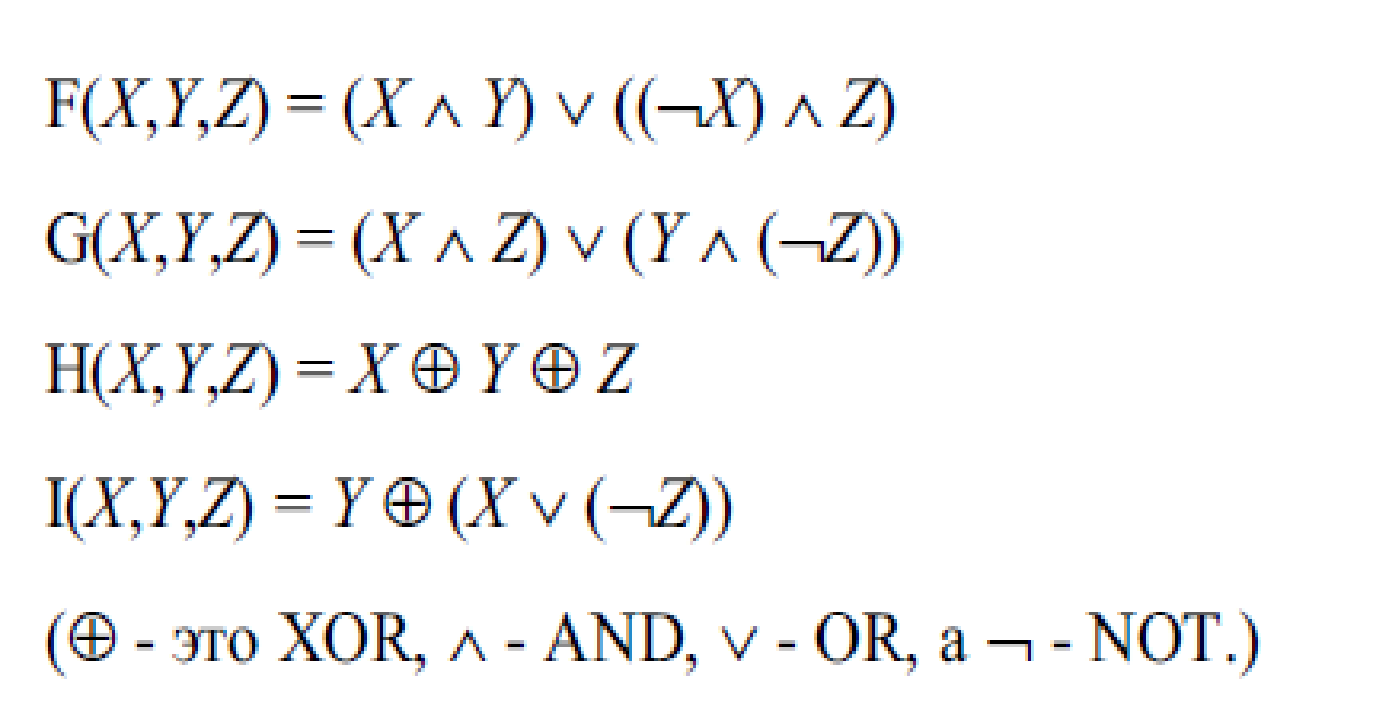 F(X,Y,Z) = (X ∧ Y) ∨ ((¬X) ∧ Z)
G(X,Y,Z) = (X ∧ Z) ∨ (Y ∧ (¬Z))
H(X,Y,Z) = X ⊕ Y ⊕ Z
I(X,Y,Z) = Y ⊕ (X ∨ (¬Z))
(⊕ - это XOR, ∧ - AND, ∨ - OR, а ¬ - NOT.)